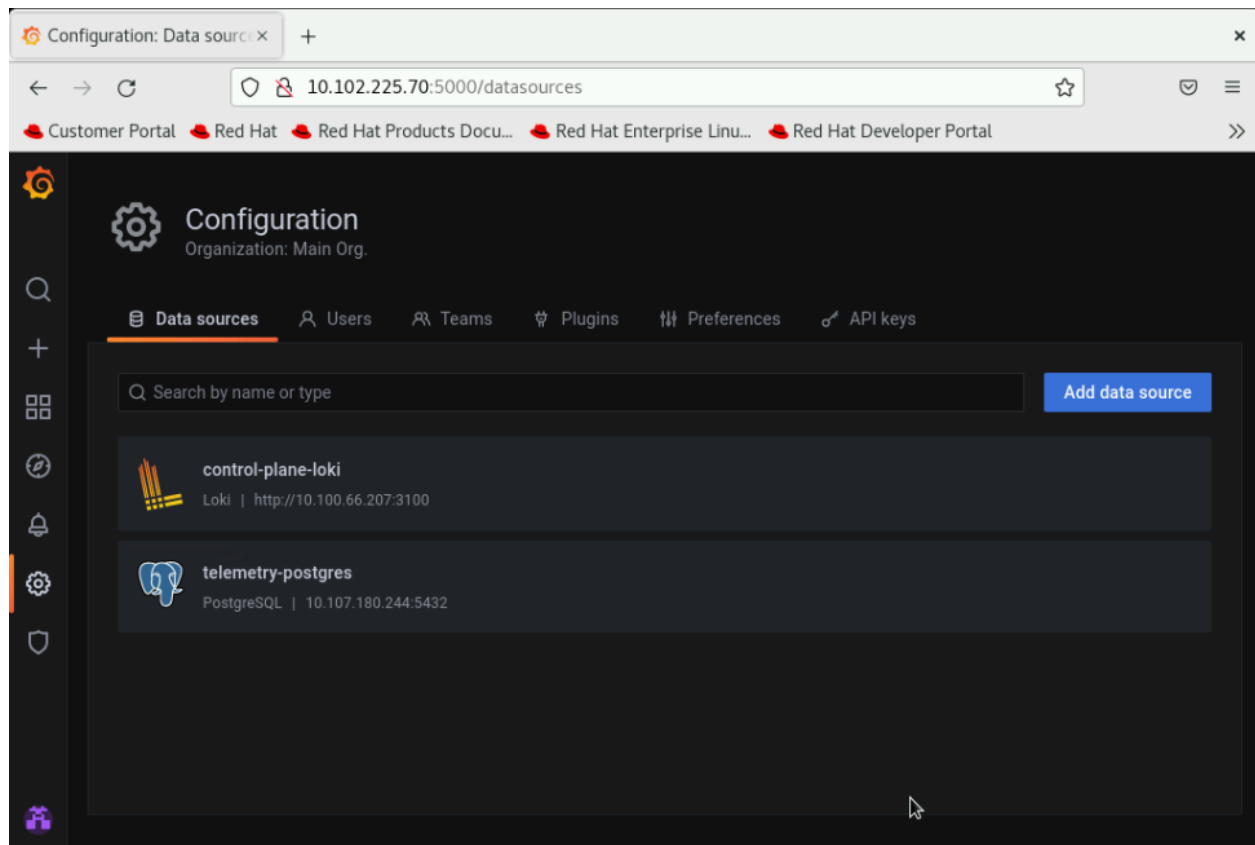 Configuration: Data source
10.102.225.70:5000/datasources
Customer Portal Red Hat Red Hat Products Docu... Red Hat Enterprise Linu... Red Hat Developer Portal
Configuration
Organization: Main Org.
Data sources Users Teams Plugins Preferences API keys
Search by name or type Add data source
control-plane-loki
Loki | http://10.100.66.207:3100
telemetry-postgres
PostgreSQL | 10.107.180.244:5432